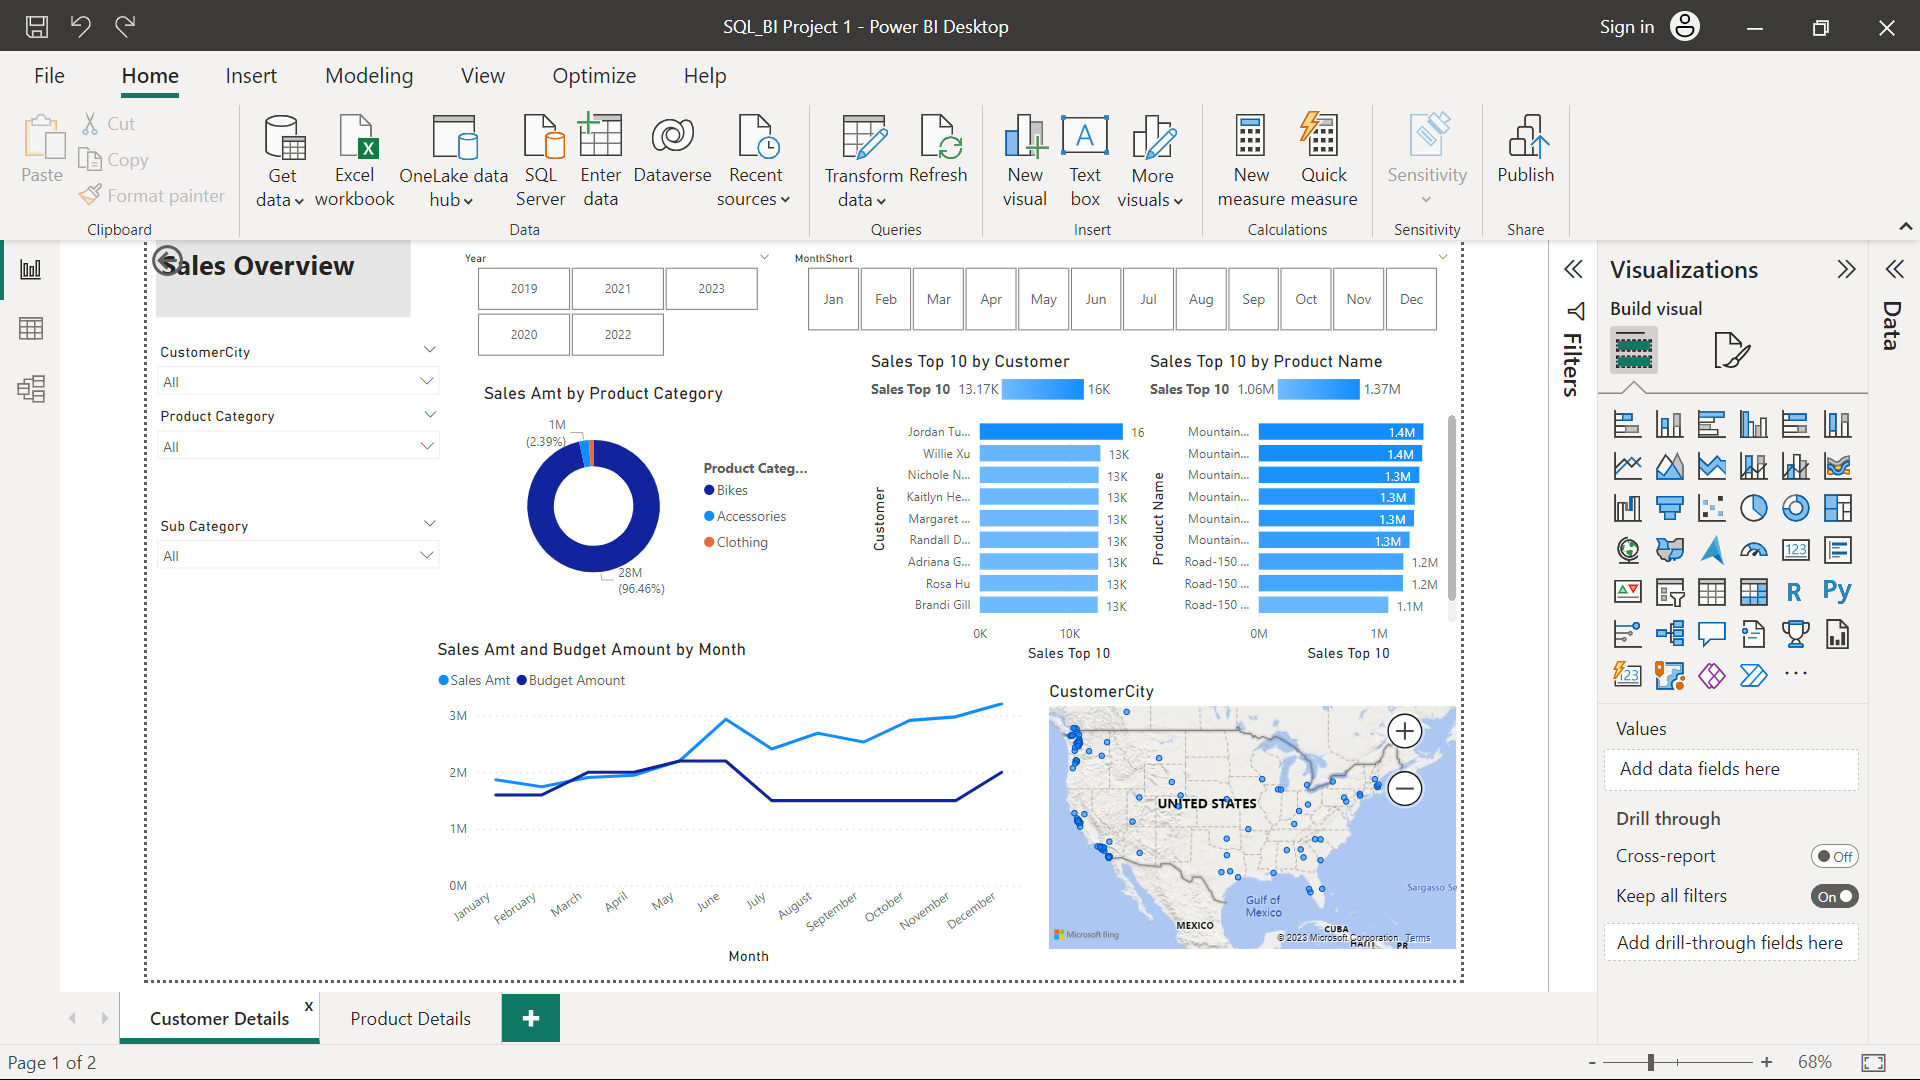 SQL_BI Project 1 - Power BI Desktop
Sign in
File Home Insert Modeling View Optimize Help
Paste
Cut
Copy
Format painter
Clipboard
Get data
Excel workbook
OneLake data hub
SQL Server
Enter data
Dataverse
Recent sources
Data
Transform data
Refresh
Queries
New visual
Text box
More visuals
Insert
New measure
Quick measure
Calculations
Sensitivity
Sensitivity
Publish
Share
Sales Overview
CustomerCity
All
Product Category
All
Sub Category
All
Year
2019 2021 2023
2020 2022
MonthShort
Jan Feb Mar Apr May Jun Jul Aug Sep Oct Nov Dec
Sales Amt by Product Category
1M
(2.39%)
28M
(96.46%)
Product Categ...
Bikes
Accessories
Clothing
Sales Top 10 by Customer
Sales Top 10 13.17K 16K
Customer
Jordan Tu... 16
Willie Xu 13K
Nichole N... 13K
Kaitlyn He... 13K
Margaret ... 13K
Randall D... 13K
Adriana G... 13K
Rosa Hu 13K
Brandi Gill 13K
0K 10K
Sales Top 10
Sales Top 10 by Product Name
Sales Top 10 1.06M 1.37M
Product Name
Mountain... 1.4M
Mountain... 1.4M
Mountain... 1.3M
Mountain... 1.3M
Mountain... 1.3M
Mountain... 1.3M
Road-150 ... 1.2M
Road-150 ... 1.2M
Road-150 ... 1.1M
0M 1M
Sales Top 10
Sales Amt and Budget Amount by Month
Sales Amt Budget Amount
3M
2M
1M
0M
January February March April May June July August September October November December
Month
CustomerCity
UNITED STATES
Sargasso Se
Gulf of
Mexico
MEXICO
CUBA
HAITI
PR
Microsoft Bing
© 2023 Microsoft Corporation Terms
Filters
Visualizations
Build visual
123
R
Py
123
...
Values
Add data fields here
Drill through
Cross-report
Off
Keep all filters
On
Add drill-through fields here
Data
Customer Details x
Product Details
+
Page 1 of 2
- + 68%